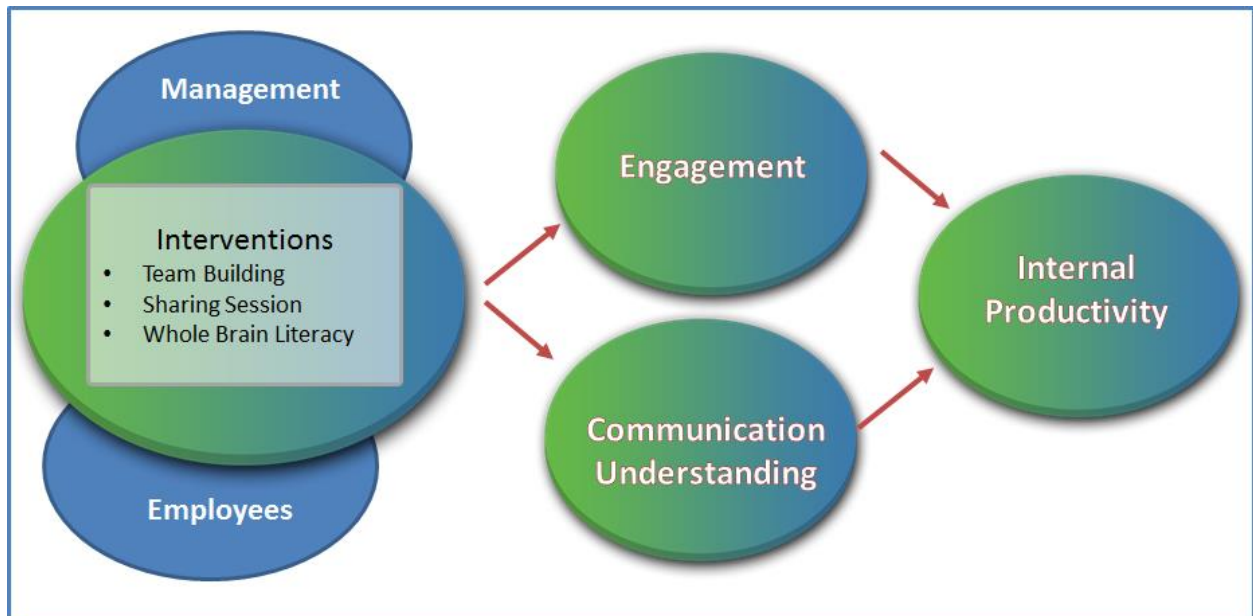 Management
Interventions
• Team Building
• Sharing Session
• Whole Brain Literacy
Employees
Engagement
Communication
Understanding
Internal
Productivity